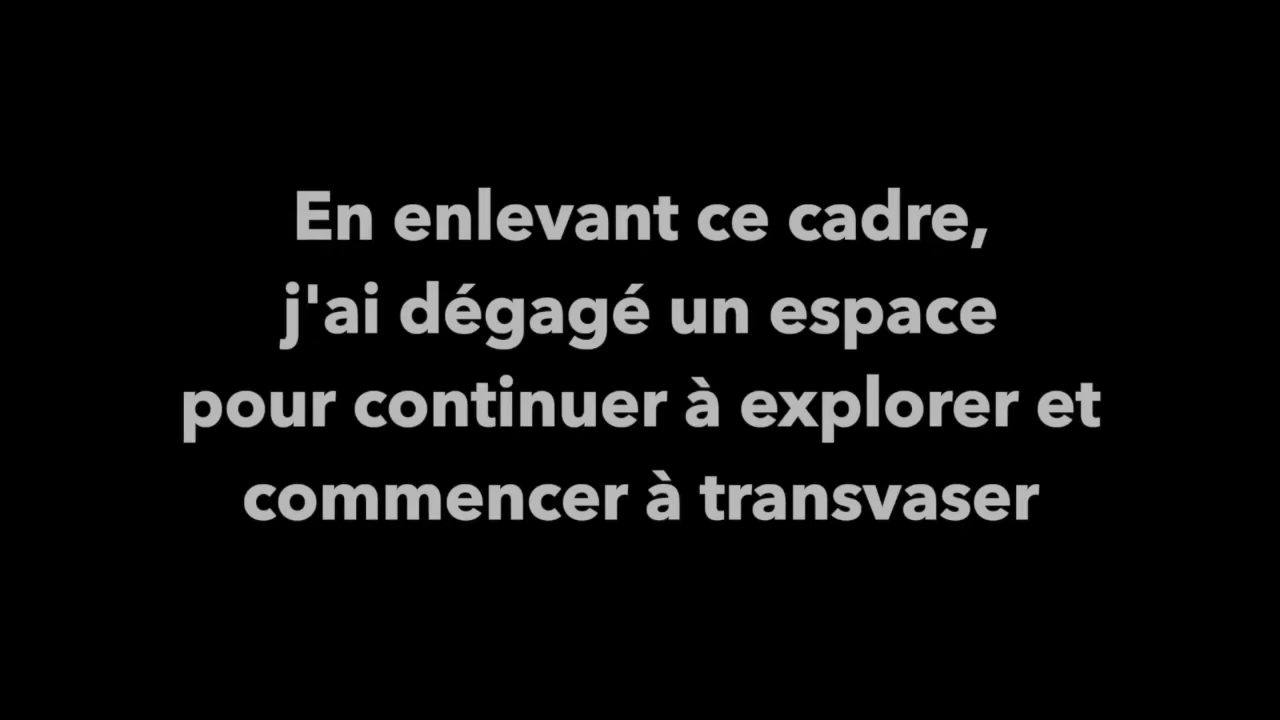 En enlevant ce cadre,
j'ai dégagé un espace
pour continuer à explorer et
commencer à transvaser